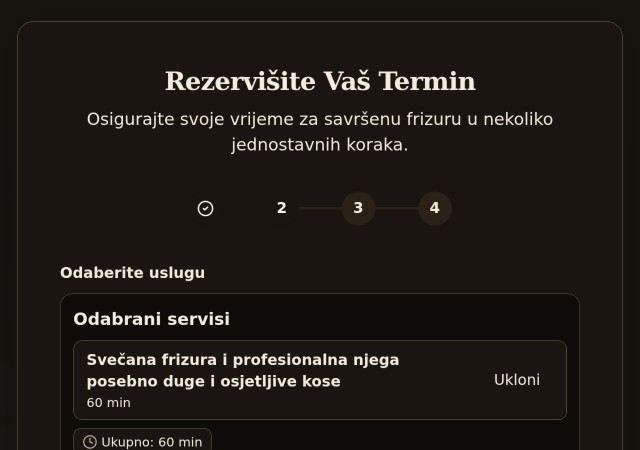 Rezervišite Vaš Termin
Osigurajte svoje vrijeme za savršenu frizuru u nekoliko
jednostavnih koraka.
2 3 4
Odaberite uslugu
Odabrani servisi
Svečana frizura i profesionalna njega
posebno duge i osjetljive kose
Ukloni
60 min
Ukupno: 60 min